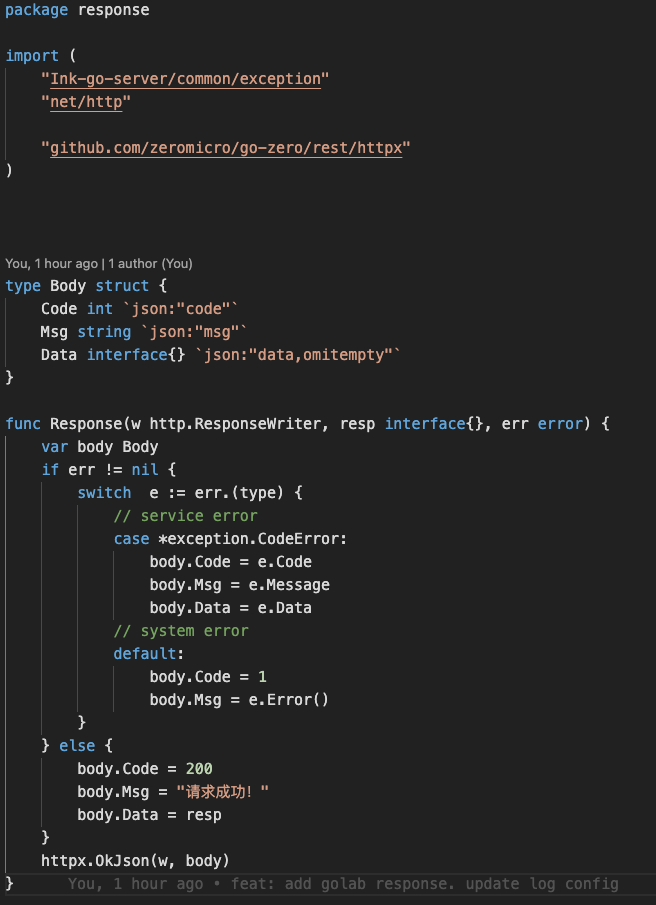 package response
import (
    "Ink-go-server/common/exception"
    "net/http"
    "github.com/zeromicro/go-zero/rest/httpx"
)
You, 1 hour ago | 1 author (You)
type Body struct {
    Code int `json:"code"`
    Msg string `json:"msg"`
    Data interface{} `json:"data,omitempty"`
}
func Response(w http.ResponseWriter, resp interface{}, err error) {
    var body Body
    if err != nil {
        switch  e := err.(type) {
            // service error
            case *exception.CodeError:
                body.Code = e.Code
                body.Msg = e.Message
                body.Data = e.Data
            // system error
            default:
                body.Code = 1
                body.Msg = e.Error()
        }
    } else {
        body.Code = 200
        body.Msg = "请求成功！"
        body.Data = resp
    }
    httpx.OkJson(w, body)
}      You, 1 hour ago • feat: add golab response. update log config